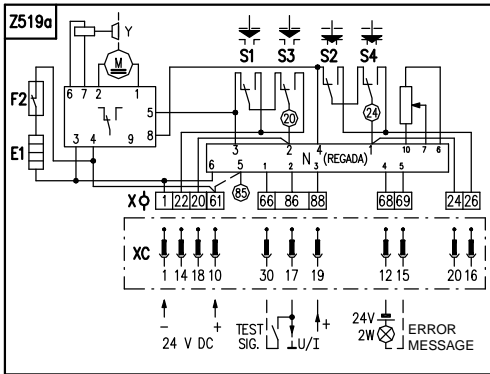 Z519a
Y
S1 S3 S2 S4
M
6 7 2 1
F2
5
8
20
24
3 4 9
E1
3 2 4 1 10 7 6
N (REGADA)
6 5 1 2 3 4 5
85
X 1 22 20 61 66 86 88 68 69 24 26
XC
1 14 18 10 30 17 19 12 15 20 16
− + TEST SIG. ⊥U/I + 24V 2W ERROR MESSAGE
24 V DC